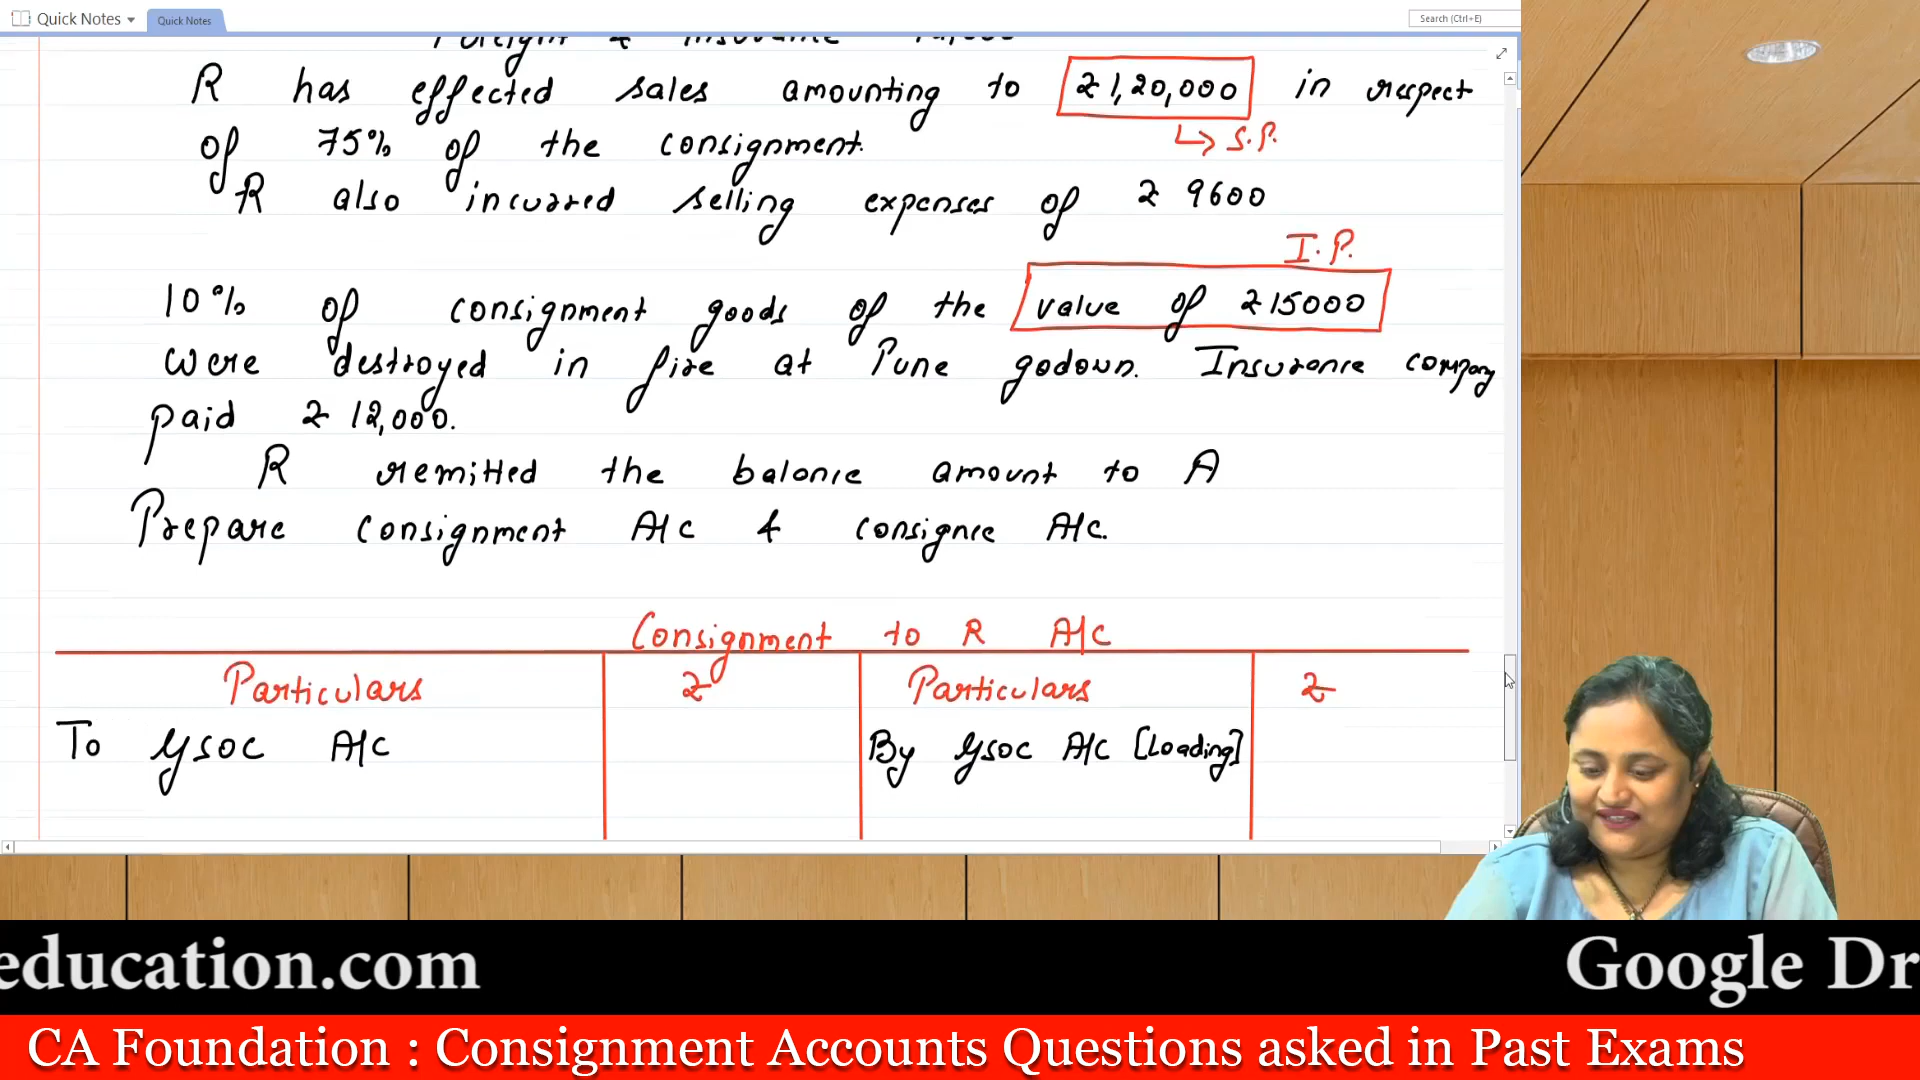 Quick Notes
Quick Notes
Search (Ctrl+E)
Freight & insurance
R has effected sales amounting to ₹ 1,20,000 in respect
↳ S.P.
of 75% of the consignment.
R also incurred selling expenses of ₹ 9600
I.P.
10% of consignment goods of the value of ₹ 15000
were destroyed in fire at Pune godown. Insurance company
paid ₹ 12,000.
R remitted the balance amount to A
Prepare consignment A/c & consignee A/c.
Consignment to R A/c
Particulars ₹ Particulars ₹
To GSOC A/c By GSOC A/c [Loading]
education.com Google Dr
CA Foundation : Consignment Accounts Questions asked in Past Exams